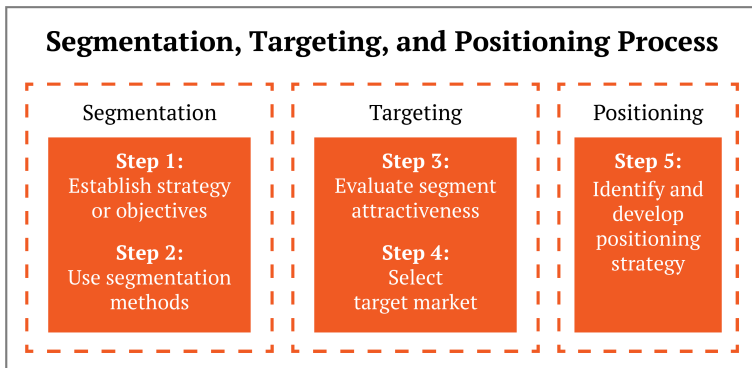 Segmentation, Targeting, and Positioning Process
Segmentation
Step 1:
Establish strategy
or objectives
Step 2:
Use segmentation
methods
Targeting
Step 3:
Evaluate segment
attractiveness
Step 4:
Select
target market
Positioning
Step 5:
Identify and
develop
positioning
strategy